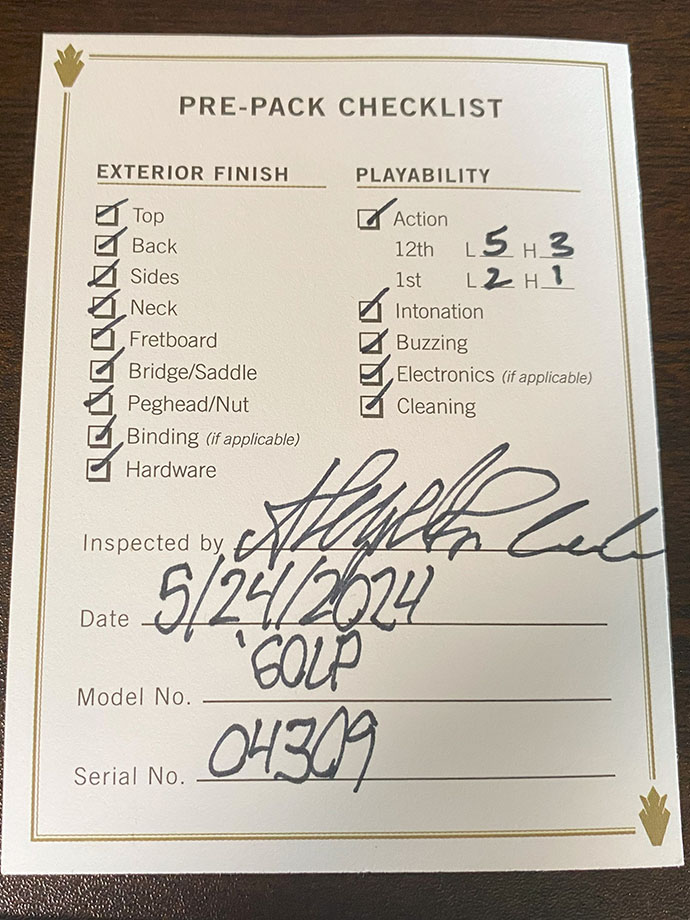 PRE-PACK CHECKLIST
EXTERIOR FINISH
Top
Back
Sides
Neck
Fretboard
Bridge/Saddle
Peghead/Nut
Binding (if applicable)
Hardware
PLAYABILITY
Action
12th L 5 H 3
1st L 2 H 1
Intonation
Buzzing
Electronics (if applicable)
Cleaning
Inspected by
Date 5/24/2024
Model No. '60LP
Serial No. 04309